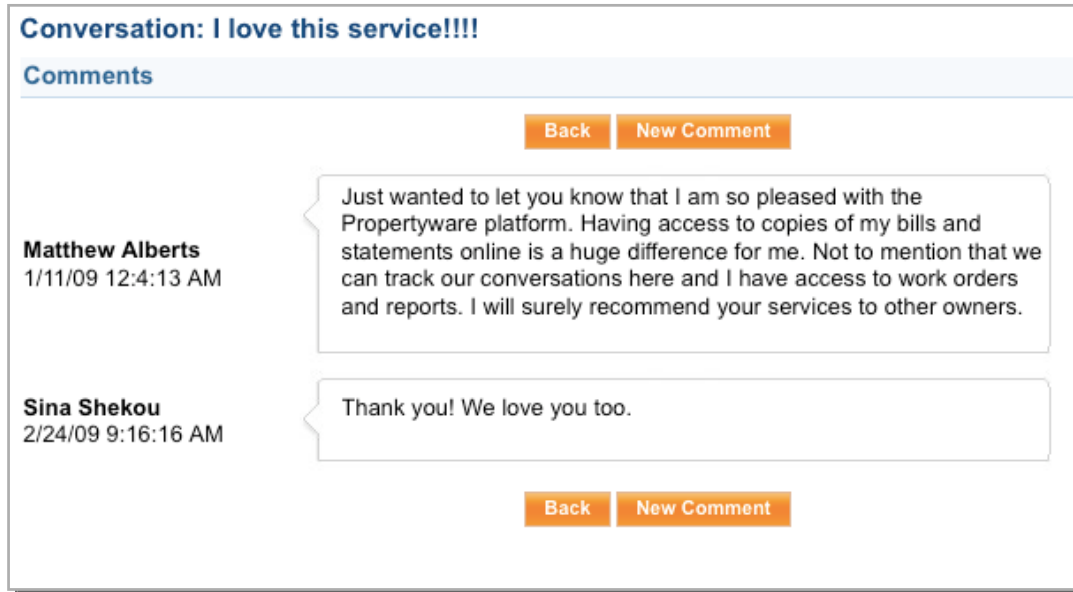 Conversation: I love this service!!!!
Comments
Back New Comment
Just wanted to let you know that I am so pleased with the
Propertyware platform. Having access to copies of my bills and
statements online is a huge difference for me. Not to mention that we
can track our conversations here and I have access to work orders
and reports. I will surely recommend your services to other owners.
Matthew Alberts
1/11/09 12:4:13 AM
Thank you! We love you too.
Sina Shekou
2/24/09 9:16:16 AM
Back New Comment